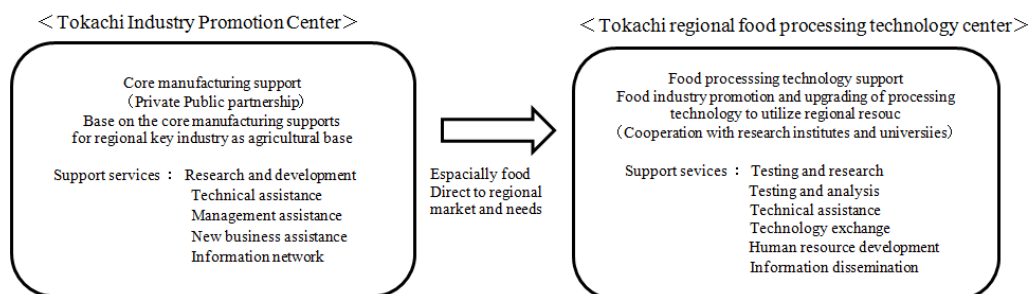 ＜Tokachi Industry Promotion Center＞
Core manufacturing support
（Private Public partnership）
Base on the core manufacturing supports
for regional key industry as agricultural base
Support services： Research and development
Technical assistance
Management assistance
New business assistance
Information network
Espacially food
Direct to regional
market and needs
＜Tokachi regional food processing technology center＞
Food processsing technology support
Food industry promotion and upgrading of processing
technology to utilize regional resouc
（Cooperation with research institutes and universiies）
Support sevices： Testing and research
Testing and analysis
Technical assistance
Technology exchange
Human resource development
Information dissemination